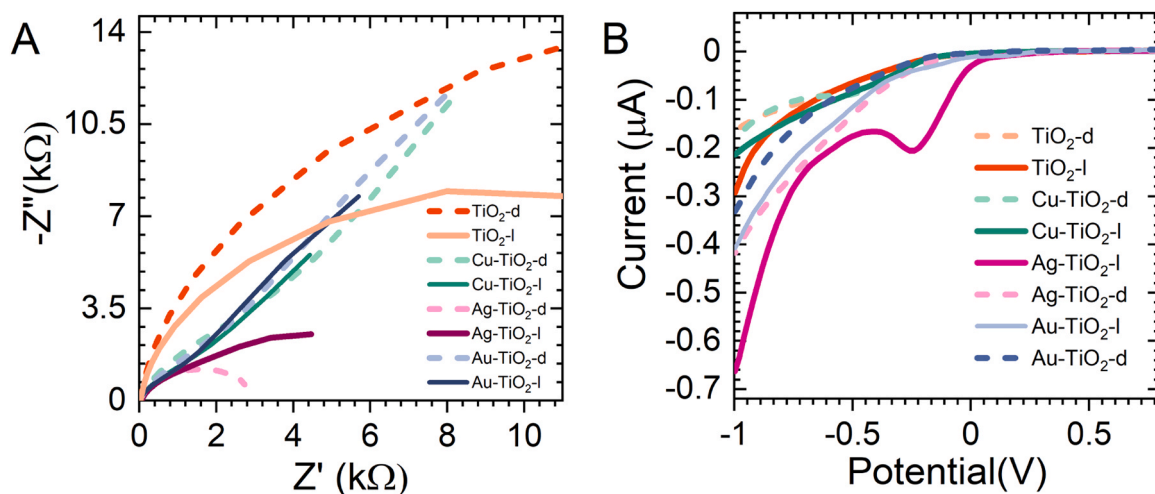 A
-Z"(kΩ)
14
10.5
7
3.5
0
0
2
4
6
8
10
Z' (kΩ)
TiO₂-d
TiO₂-l
Cu-TiO₂-d
Cu-TiO₂-l
Ag-TiO₂-d
Ag-TiO₂-l
Au-TiO₂-d
Au-TiO₂-l
B
Current (μA)
0
-0.1
-0.2
-0.3
-0.4
-0.5
-0.6
-0.7
-1
-0.5
0
0.5
Potential(V)
TiO₂-d
TiO₂-l
Cu-TiO₂-d
Cu-TiO₂-l
Ag-TiO₂-l
Ag-TiO₂-d
Au-TiO₂-l
Au-TiO₂-d